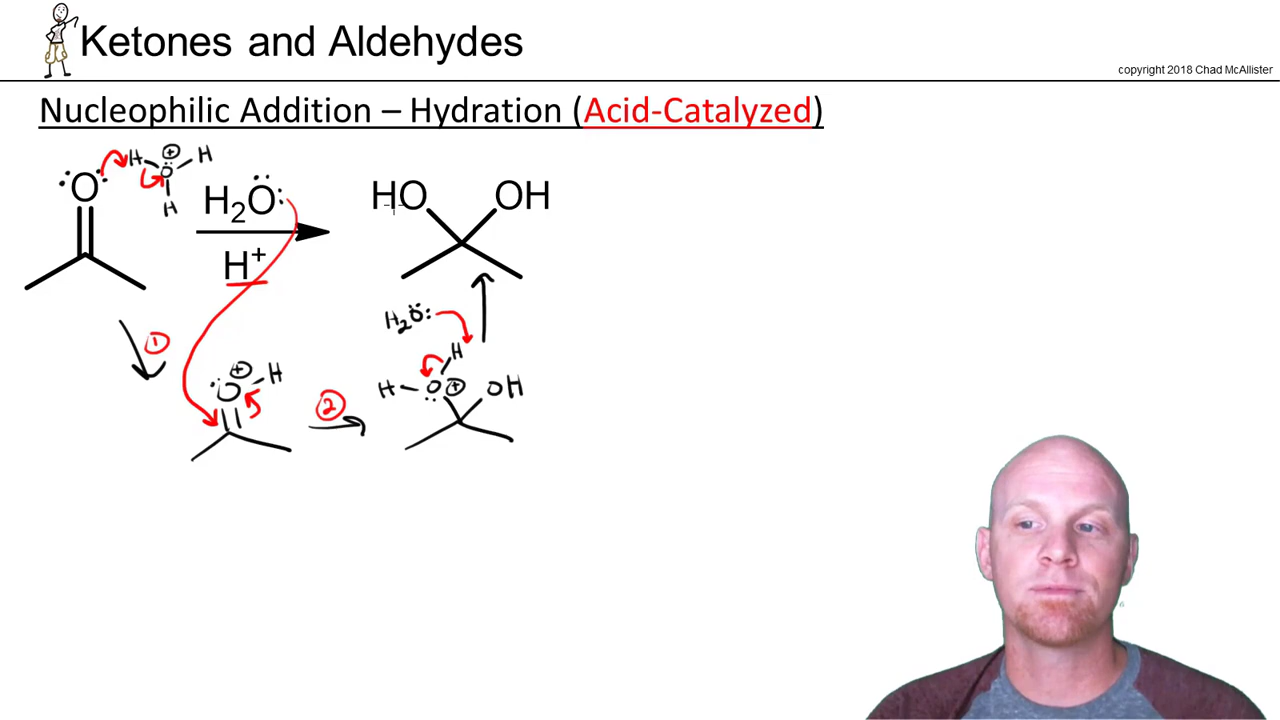 Ketones and Aldehydes
copyright 2018 Chad McAllister
Nucleophilic Addition – Hydration (Acid-Catalyzed)
H O ⊕ H
H
O
H₂O
H⁺
HO OH
①
H₂O
H
O ⊕ H
②
H O ⊕ OH
6